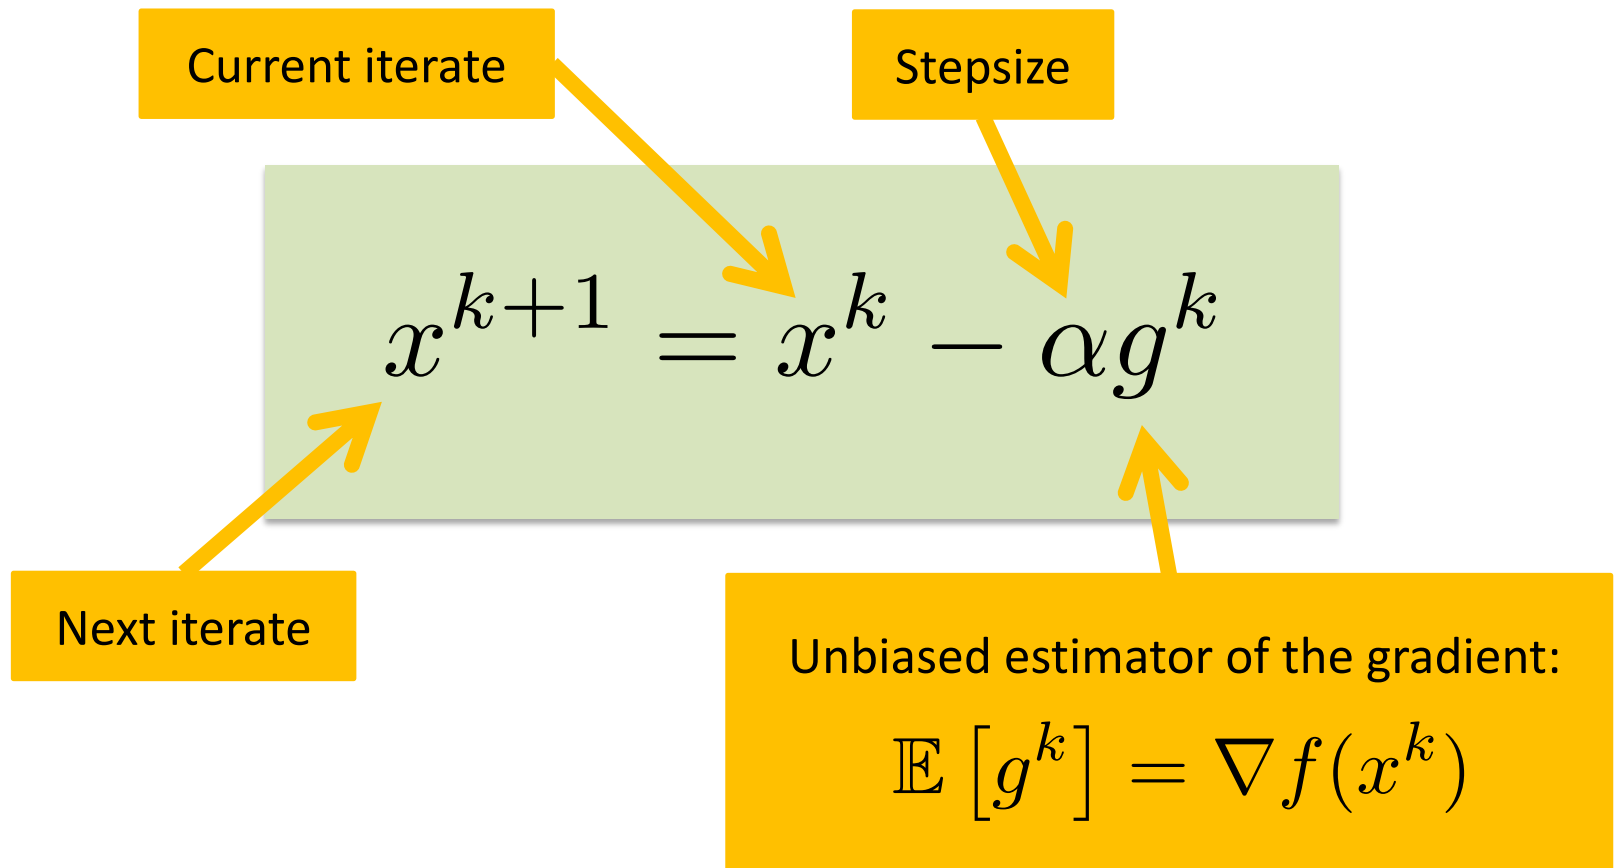 Current iterate
Stepsize
x^{k+1} = x^k − αg^k
Next iterate
Unbiased estimator of the gradient:
𝔼 [g^k] = ∇f(x^k)